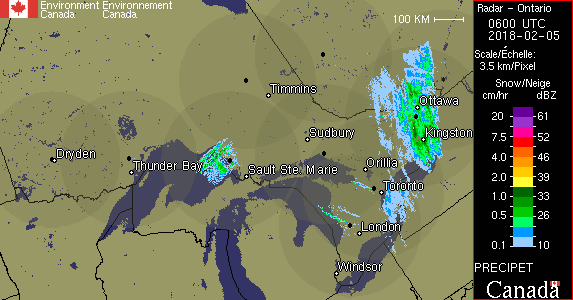 Environment Environnement
Canada Canada
100 KM
Timmins
Ottawa
Sudbury
Kingston
Dryden
Thunder Bay
Sault Ste. Marie
Orillia
Toronto
London
Windsor
Radar - Ontario
0600 UTC
2018-02-05
Scale/Échelle:
3.5 km/Pixel
Snow/Neige
cm/hr dBZ
20 61
7.5 52
4.0 46
2.0 39
1.0 33
0.5 26
0.1 10
PRECIPET
Canada